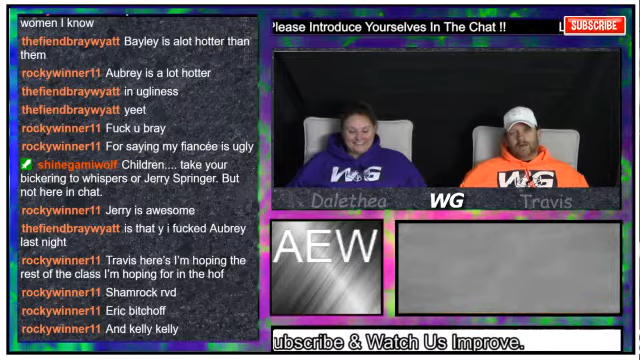 women I know
thefiendbraywyatt Bayley is alot hotter than
them
rockywinner11 Aubrey is a lot hotter
thefiendbraywyatt in ugliness
thefiendbraywyatt yeet
rockywinner11 Fuck u bray
rockywinner11 For saying my fiancée is ugly
shinegamiwolf Children.... take your
bickering to whispers or Jerry Springer. But
not here in chat.
rockywinner11 Jerry is awesome
thefiendbraywyatt is that y i fucked Aubrey
last night
rockywinner11 Travis here's I'm hoping the
rest of the class I'm hoping for in the hof
rockywinner11 Shamrock rvd
rockywinner11 Eric bitchoff
rockywinner11 And kelly kelly
Please Introduce Yourselves In The Chat !!
SUBSCRIBE
WG
WG
Dalethea WG Travis
AEW
ubscribe & Watch Us Improve.